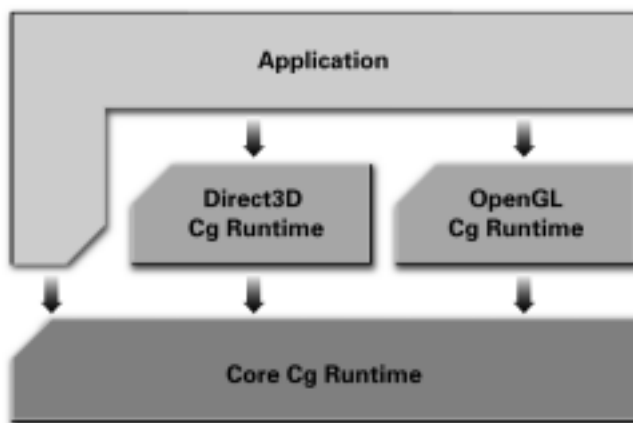 Application
Direct3D
Cg Runtime
OpenGL
Cg Runtime
Core Cg Runtime